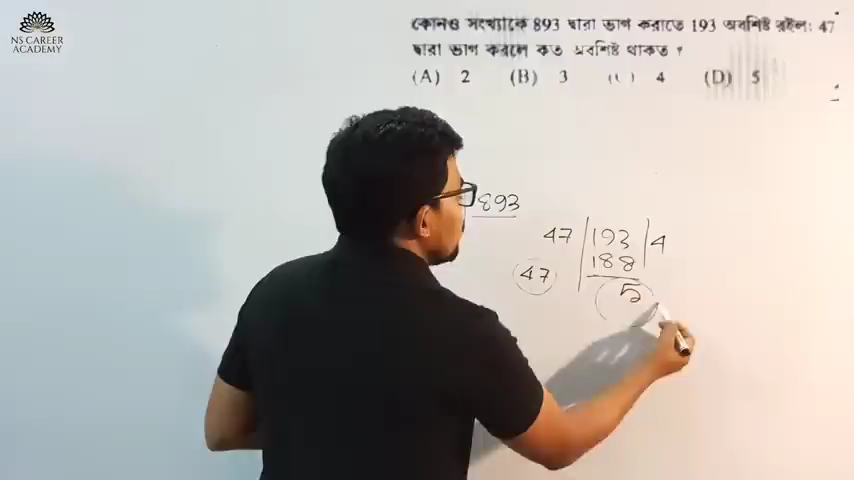 NS CAREER
ACADEMY
কোনও সংখ্যাকে 893 দ্বারা ভাগ করাতে 193 অবশিষ্ট রইল; 47
দ্বারা ভাগ করলে কত অবশিষ্ট থাকত ?
(A) 2 (B) 3 (C) 4 (D) 5
893
47 193 4
188
47
5